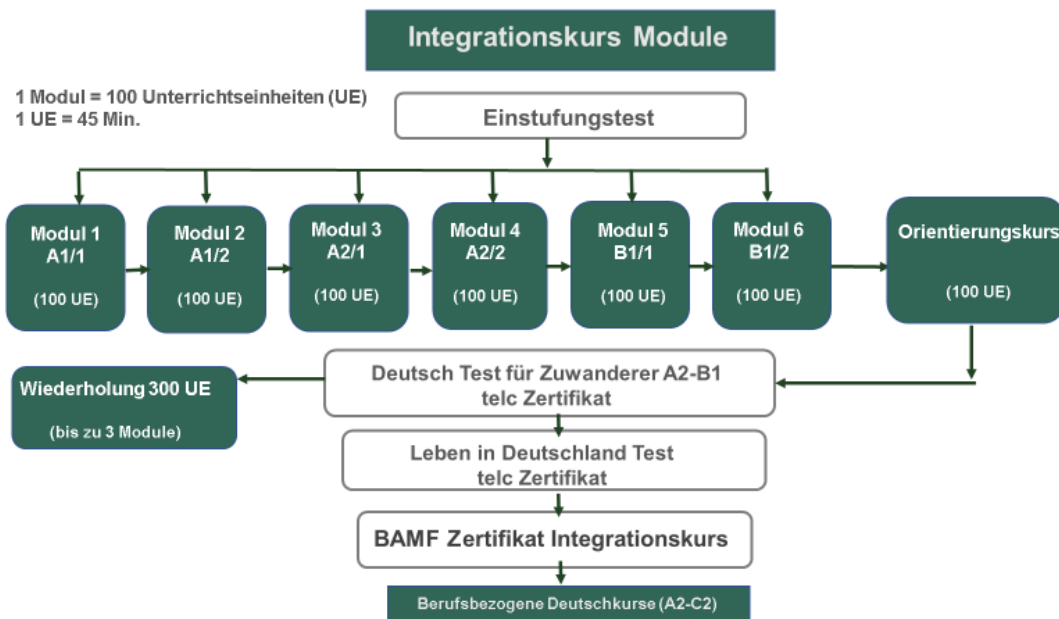 Integrationskurs Module
1 Modul = 100 Unterrichtseinheiten (UE)
1 UE = 45 Min.
Einstufungstest
Modul 1
A1/1
(100 UE)
Modul 2
A1/2
(100 UE)
Modul 3
A2/1
(100 UE)
Modul 4
A2/2
(100 UE)
Modul 5
B1/1
(100 UE)
Modul 6
B1/2
(100 UE)
Orientierungskurs
(100 UE)
Wiederholung 300 UE
(bis zu 3 Module)
Deutsch Test für Zuwanderer A2-B1
telc Zertifikat
Leben in Deutschland Test
telc Zertifikat
BAMF Zertifikat Integrationskurs
Berufsbezogene Deutschkurse (A2-C2)